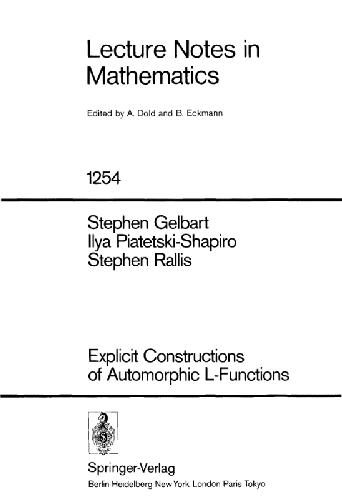 Lecture Notes in
Mathematics
Edited by A. Dold and B. Eckmann
1254
Stephen Gelbart
Ilya Piatetski-Shapiro
Stephen Rallis
Explicit Constructions
of Automorphic L-Functions
Springer-Verlag
Berlin Heidelberg New York London Paris Tokyo